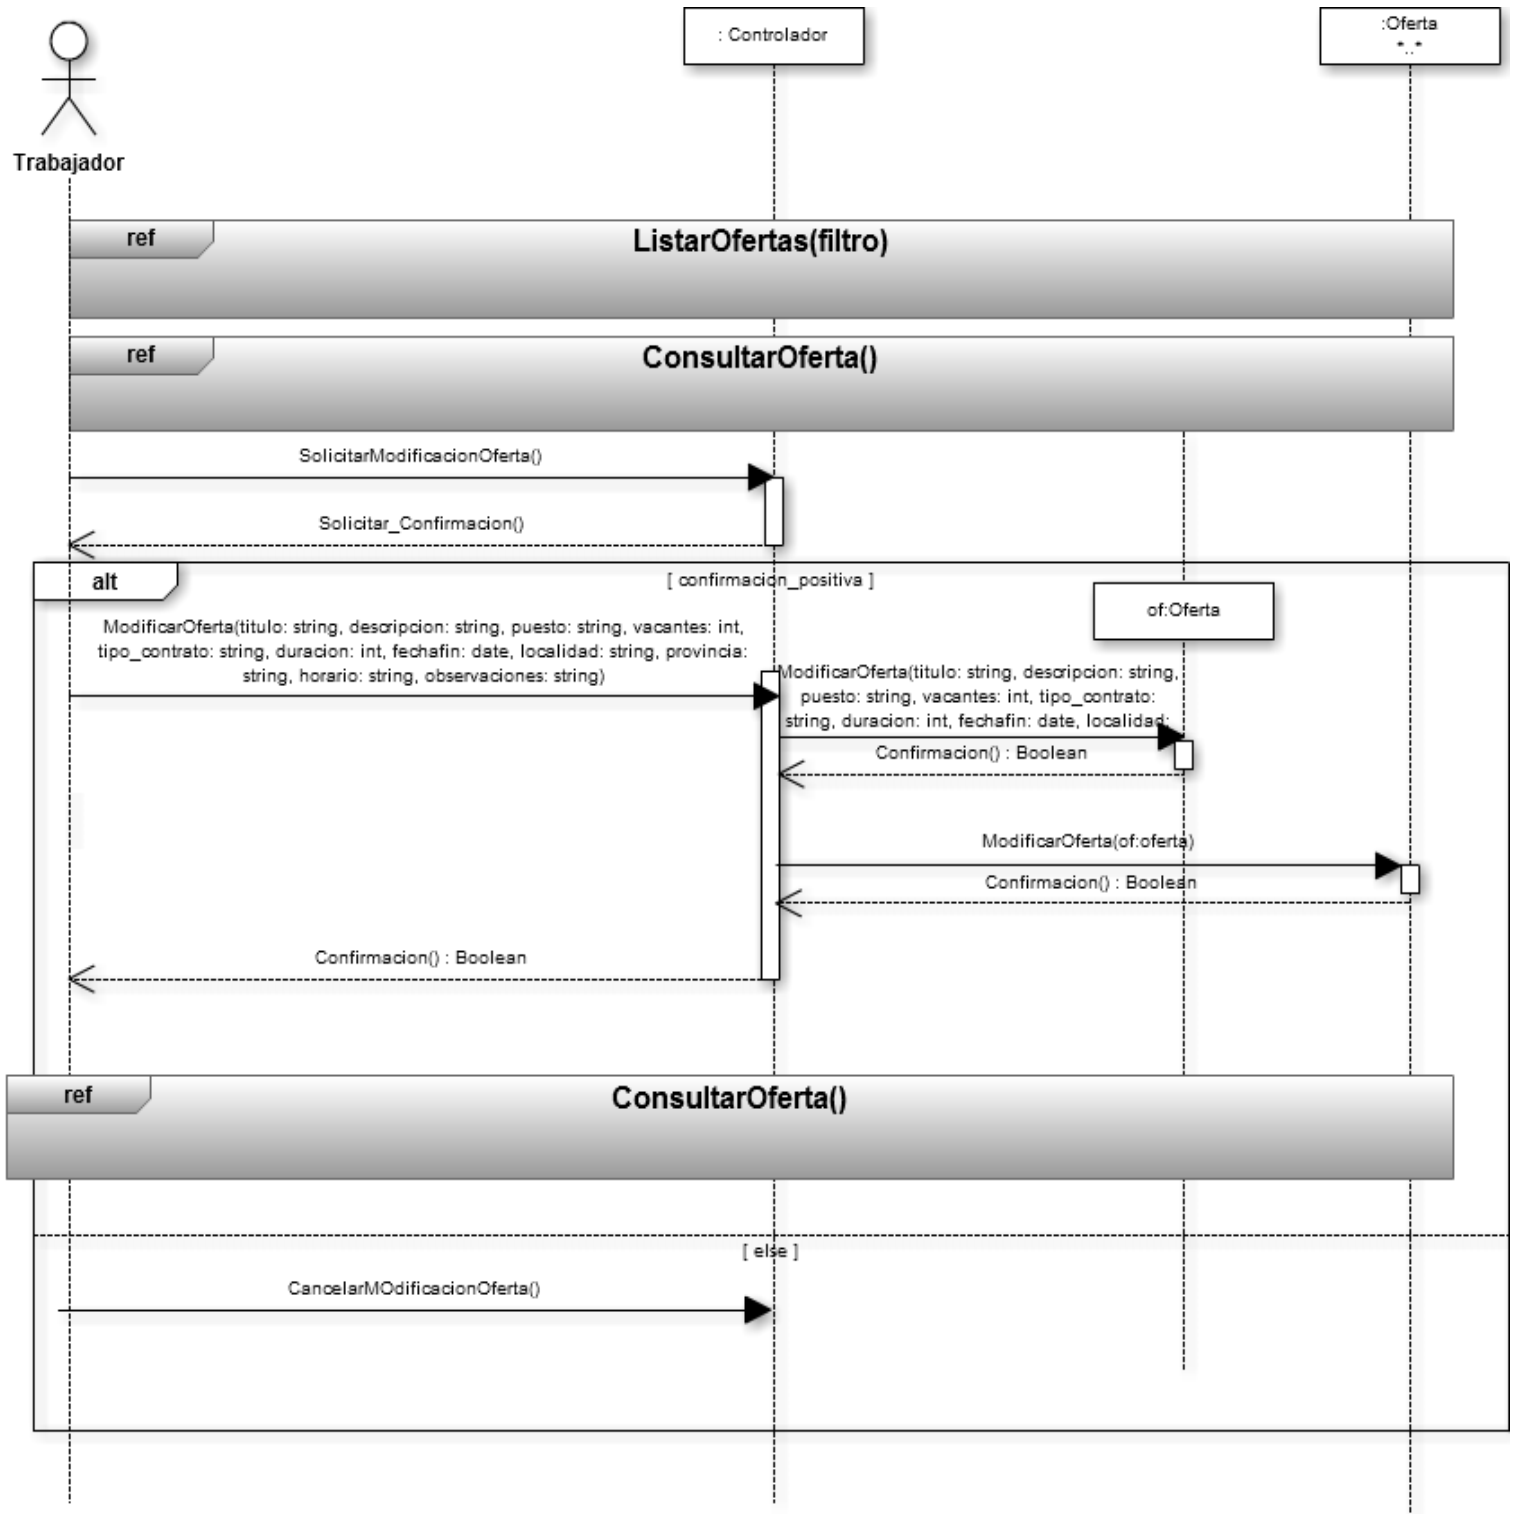 : Controlador
:Oferta
*..*
Trabajador
ref
ListarOfertas(filtro)
ref
ConsultarOferta()
SolicitarModificacionOferta()
Solicitar_Confirmacion()
alt
[ confirmacion_positiva ]
of:Oferta
ModificarOferta(titulo: string, descripcion: string, puesto: string, vacantes: int,
tipo_contrato: string, duracion: int, fechafin: date, localidad: string, provincia:
string, horario: string, observaciones: string)
ModificarOferta(titulo: string, descripcion: string,
puesto: string, vacantes: int, tipo_contrato:
string, duracion: int, fechafin: date, localidad:
Confirmacion() : Boolean
ModificarOferta(of:oferta)
Confirmacion() : Boolean
Confirmacion() : Boolean
ref
ConsultarOferta()
[ else ]
CancelarMOdificacionOferta()